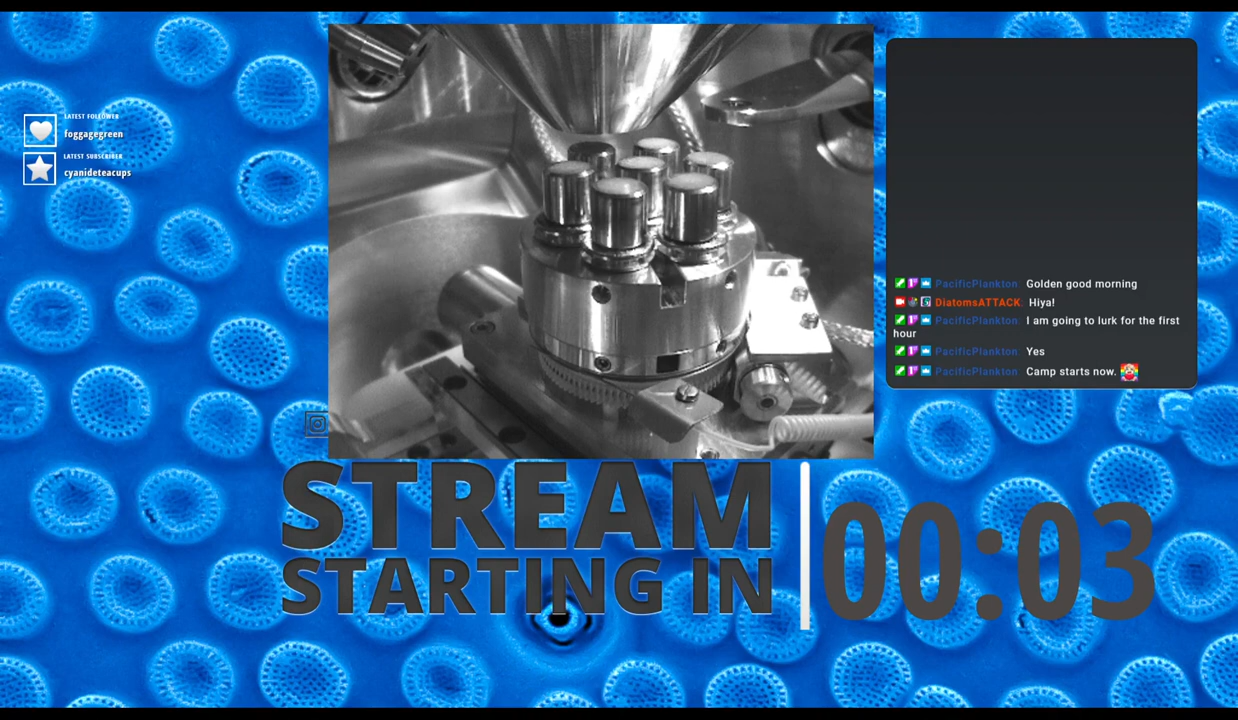 LATEST FOLLOWER
foggagegreen
LATEST SUBSCRIBER
cyanideteacups
PacificPlankton: Golden good morning
DiatomsATTACK: Hiya!
PacificPlankton: I am going to lurk for the first
hour
PacificPlankton: Yes
PacificPlankton: Camp starts now.
STREAM
STARTING IN
00:03